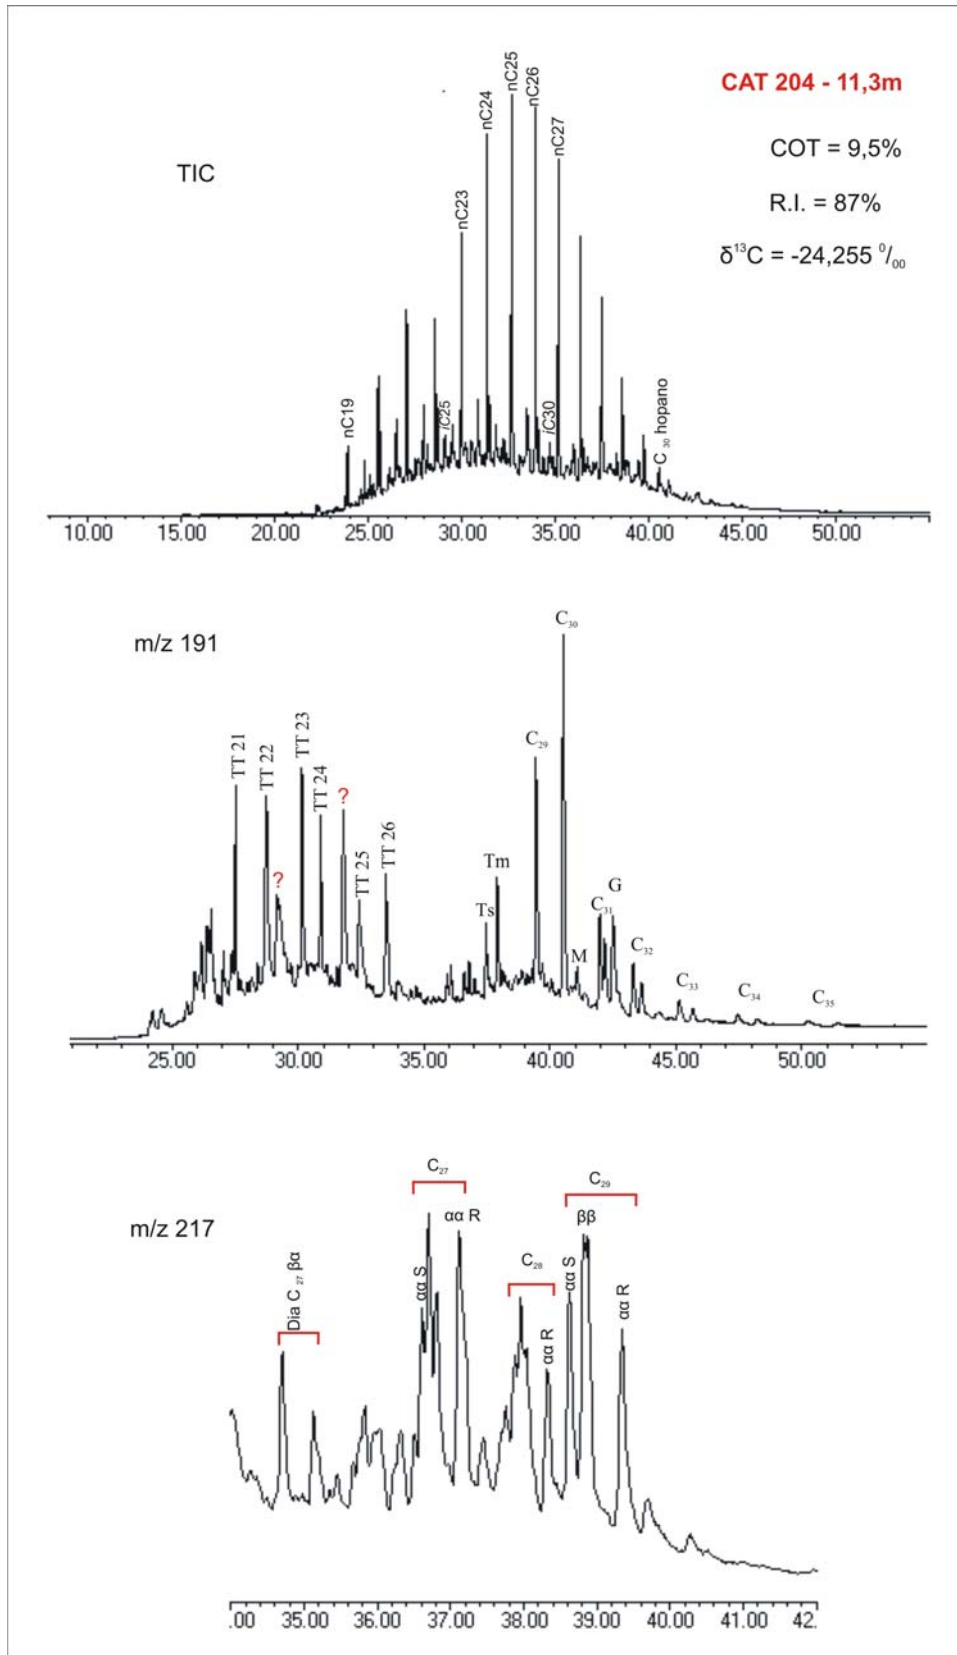 CAT 204 - 11,3m
COT = 9,5%
R.I. = 87%
δ¹³C = -24,255 ⁰/₀₀
TIC
nC19
nC23
nC24
nC25
nC26
nC27
iC25
iC30
C₃₀ hopano
10.00 15.00 20.00 25.00 30.00 35.00 40.00 45.00 50.00
m/z 191
TT 21
TT 22
?
TT 23
TT 24
?
TT 25
TT 26
Ts
Tm
C₂₉
C₃₀
M
C₃₁
G
C₃₂
C₃₃
C₃₄
C₃₅
25.00 30.00 35.00 40.00 45.00 50.00
m/z 217
Dia C₂₇ βα
C₂₇
αα S
αα R
C₂₈
αα R
C₂₉
αα S
ββ
αα R
.00 35.00 36.00 37.00 38.00 39.00 40.00 41.00 42.